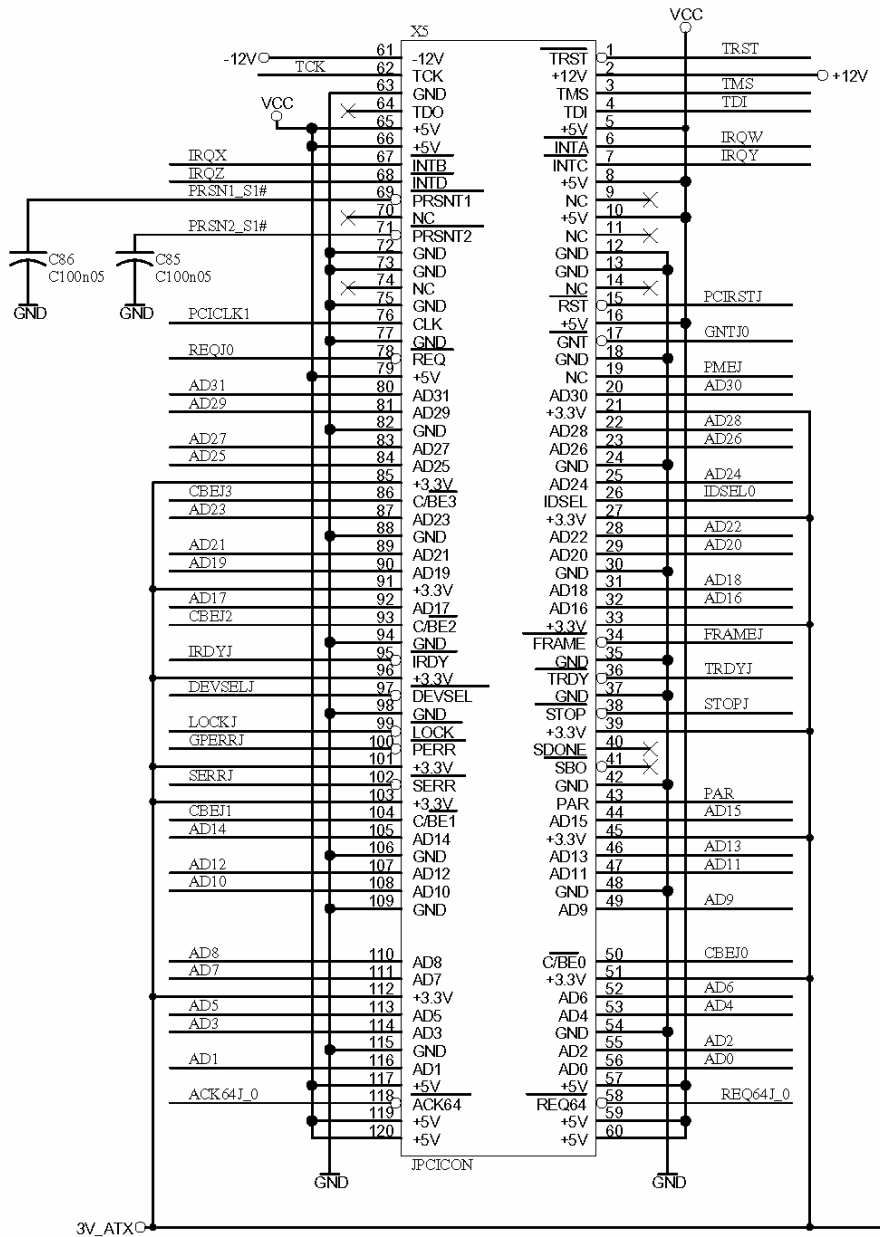 VCC
X5
-12V 61 -12V TRST 1 TRST
TCK 62 TCK +12V 2 +12V
63 GND TMS 3 TMS
VCC 64 TDO TDI 4 TDI
65 +5V +5V 5
66 +5V INTA 6 IRQW
IRQX 67 INTB INTC 7 IRQY
IRQZ 68 INTD +5V 8
PRSN1_S1# 69 PRSNT1 NC 9
70 NC +5V 10
PRSN2_S1# 71 PRSNT2 NC 11
72 GND GND 12
C86 C85 73 GND GND 13
C100n05 C100n05 74 NC NC 14
GND GND 75 GND RST 15 PCIRSTJ
PCICLK1 76 CLK +5V 16
77 GND GNT 17 GNTJ0
REQJ0 78 REQ GND 18
79 +5V NC 19 PMEJ
AD31 80 AD31 AD30 20 AD30
AD29 81 AD29 +3.3V 21
82 GND AD28 22 AD28
AD27 83 AD27 AD26 23 AD26
AD25 84 AD25 GND 24
85 +3.3V AD24 25 AD24
CBEJ3 86 C/BE3 IDSEL 26 IDSEL0
AD23 87 AD23 +3.3V 27
88 GND AD22 28 AD22
AD21 89 AD21 AD20 29 AD20
AD19 90 AD19 GND 30
91 +3.3V AD18 31 AD18
AD17 92 AD17 AD16 32 AD16
CBEJ2 93 C/BE2 +3.3V 33
94 GND FRAME 34 FRAMEJ
IRDYJ 95 IRDY GND 35
96 +3.3V TRDY 36 TRDYJ
DEVSELJ 97 DEVSEL GND 37
98 GND STOP 38 STOPJ
LOCKJ 99 LOCK +3.3V 39
GPERRJ 100 PERR SDONE 40
101 +3.3V SBO 41
SERRJ 102 SERR GND 42
103 +3.3V PAR 43 PAR
CBEJ1 104 C/BE1 AD15 44 AD15
AD14 105 AD14 +3.3V 45
106 GND AD13 46 AD13
AD12 107 AD12 AD11 47 AD11
AD10 108 AD10 GND 48
109 GND AD9 49 AD9
AD8 110 AD8 C/BE0 50 CBEJ0
AD7 111 AD7 +3.3V 51
112 +3.3V AD6 52 AD6
AD5 113 AD5 AD4 53 AD4
AD3 114 AD3 GND 54
115 GND AD2 55 AD2
AD1 116 AD1 AD0 56 AD0
117 +5V +5V 57
ACK64J_0 118 ACK64 REQ64 58 REQ64J_0
119 +5V +5V 59
120 +5V +5V 60
JPCICON
GND GND
3V_ATX